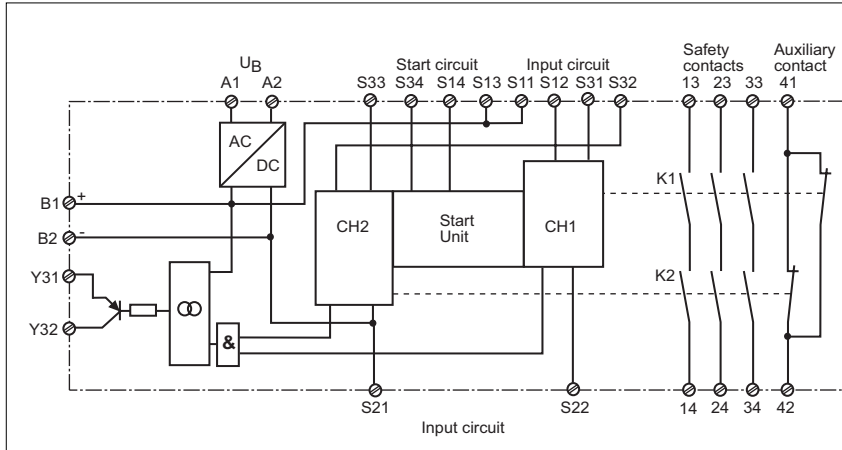 U_B Start circuit Input circuit Safety contacts Auxiliary contact
A1 A2 S33 S34 S14 S13 S11 S12 S31 S32 13 23 33 41
AC
DC
B1 +
B2 -
K1
CH2 Start Unit CH1
Y31
K2
Y32
&
S21 S22 14 24 34 42
Input circuit